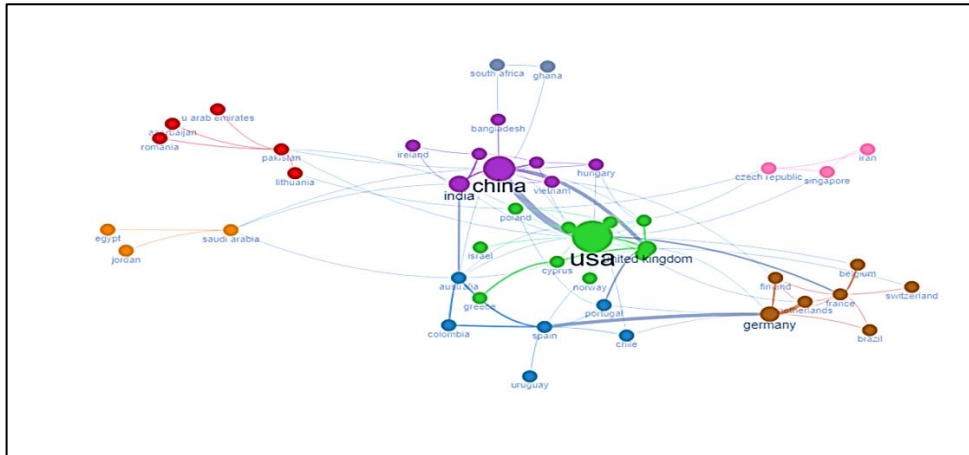 south africa
ghana
u arab emirates
bangladesh
romania
pakistan
ireland
lithuania
vietnam
hungary
china
india
iran
czech republic
singapore
poland
egypt
saudi arabia
jordan
israel
usa
united kingdom
cyprus
norway
australia
greece
belgium
finland
switzerland
france
netherlands
germany
portugal
colombia
spain
chile
brazil
uruguay